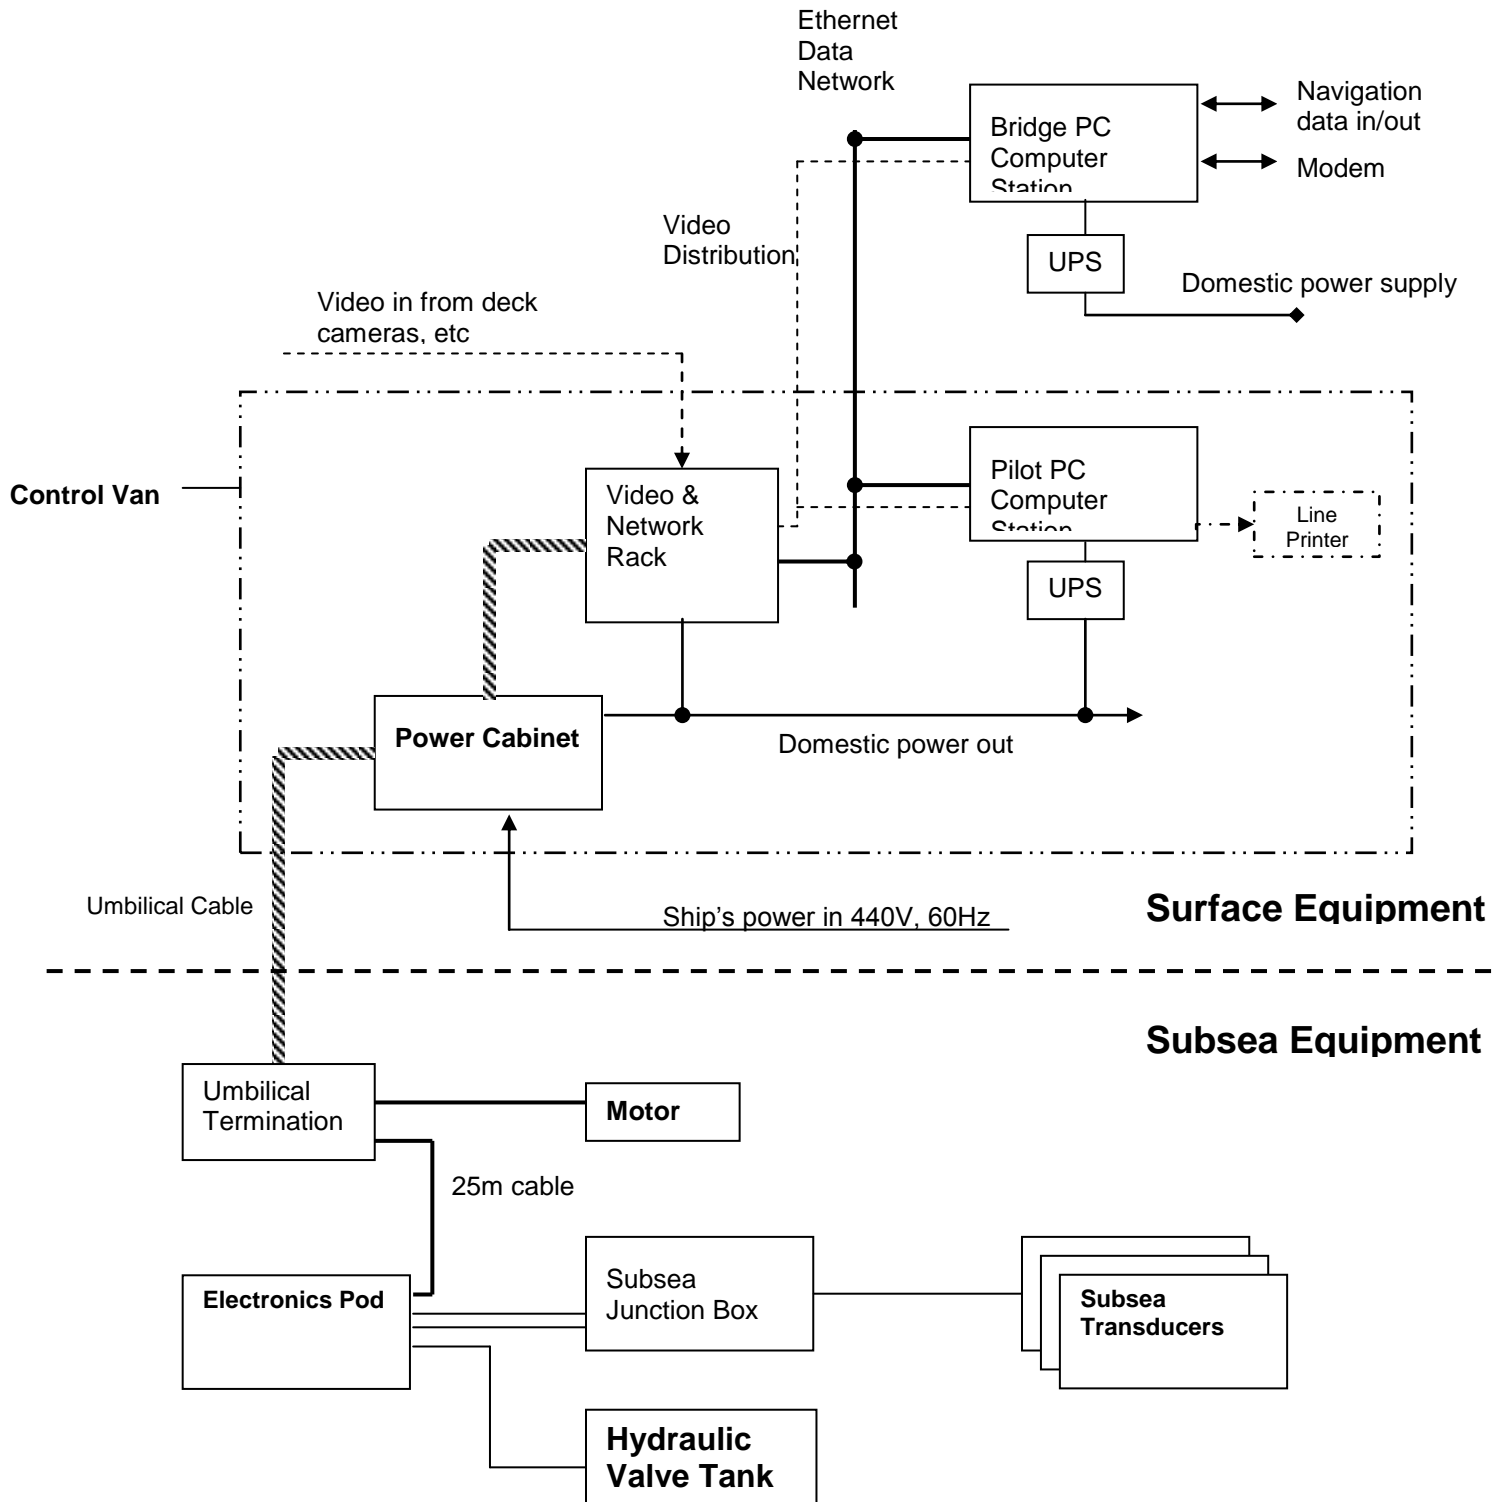 Ethernet
Data
Network
Bridge PC
Computer
Station
Navigation
data in/out
Modem
Video
Distribution
UPS
Domestic power supply
Video in from deck
cameras, etc
Control Van
Video &
Network
Rack
Pilot PC
Computer
Station
Line
Printer
UPS
Power Cabinet
Domestic power out
Umbilical Cable
Ship's power in 440V, 60Hz
Surface Equipment
Subsea Equipment
Umbilical
Termination
Motor
25m cable
Electronics Pod
Subsea
Junction Box
Subsea
Transducers
Hydraulic
Valve Tank